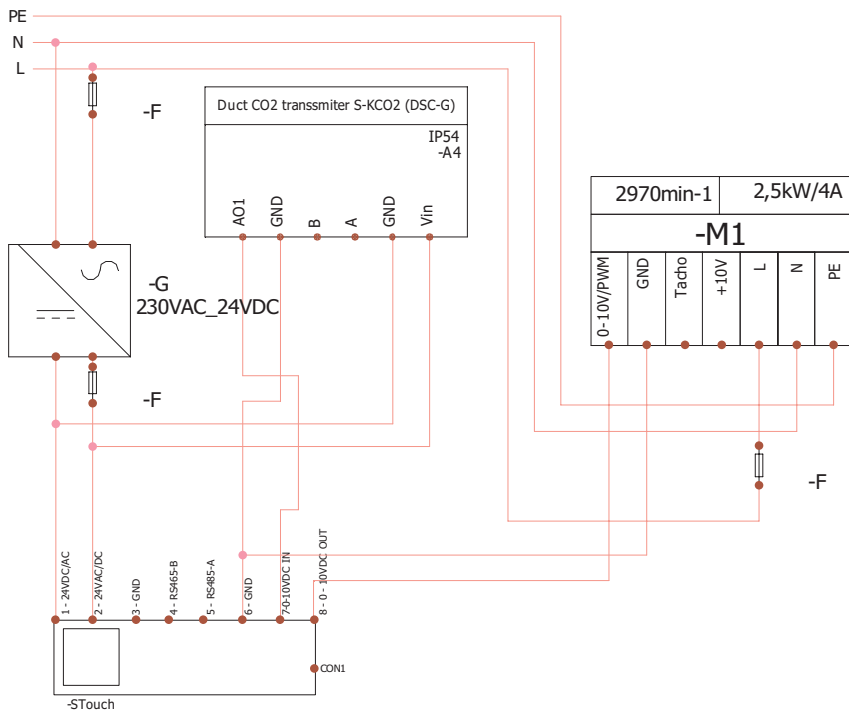 PE
N
L
-F
Duct CO2 transsmiter S-KCO2 (DSC-G)
IP54
-A4
AO1
GND
B
A
GND
Vin
2970min-1
2,5kW/4A
-M1
0-10V/PWM
GND
Tacho
+10V
L
N
PE
-G
230VAC_24VDC
-F
-F
1 - 24VDC/AC
2 - 24VAC/DC
3 - GND
4 - RS465-B
5 - RS485-A
6 - GND
7-0-10VDC IN
8 - 0 - 10VDC OUT
CON1
-STouch